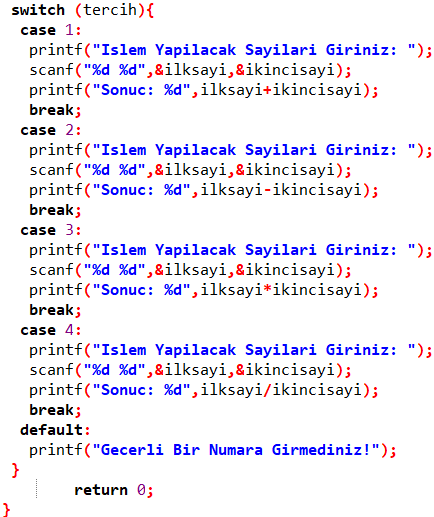 switch (tercih){
case 1:
printf("Islem Yapilacak Sayilari Giriniz: ");
scanf("%d %d",&ilksayi,&ikincisayi);
printf("Sonuc: %d",ilksayi+ikincisayi);
break;
case 2:
printf("Islem Yapilacak Sayilari Giriniz: ");
scanf("%d %d",&ilksayi,&ikincisayi);
printf("Sonuc: %d",ilksayi-ikincisayi);
break;
case 3:
printf("Islem Yapilacak Sayilari Giriniz: ");
scanf("%d %d",&ilksayi,&ikincisayi);
printf("Sonuc: %d",ilksayi*ikincisayi);
break;
case 4:
printf("Islem Yapilacak Sayilari Giriniz: ");
scanf("%d %d",&ilksayi,&ikincisayi);
printf("Sonuc: %d",ilksayi/ikincisayi);
break;
default:
printf("Gecerli Bir Numara Girmediniz!");
}
return 0;
}